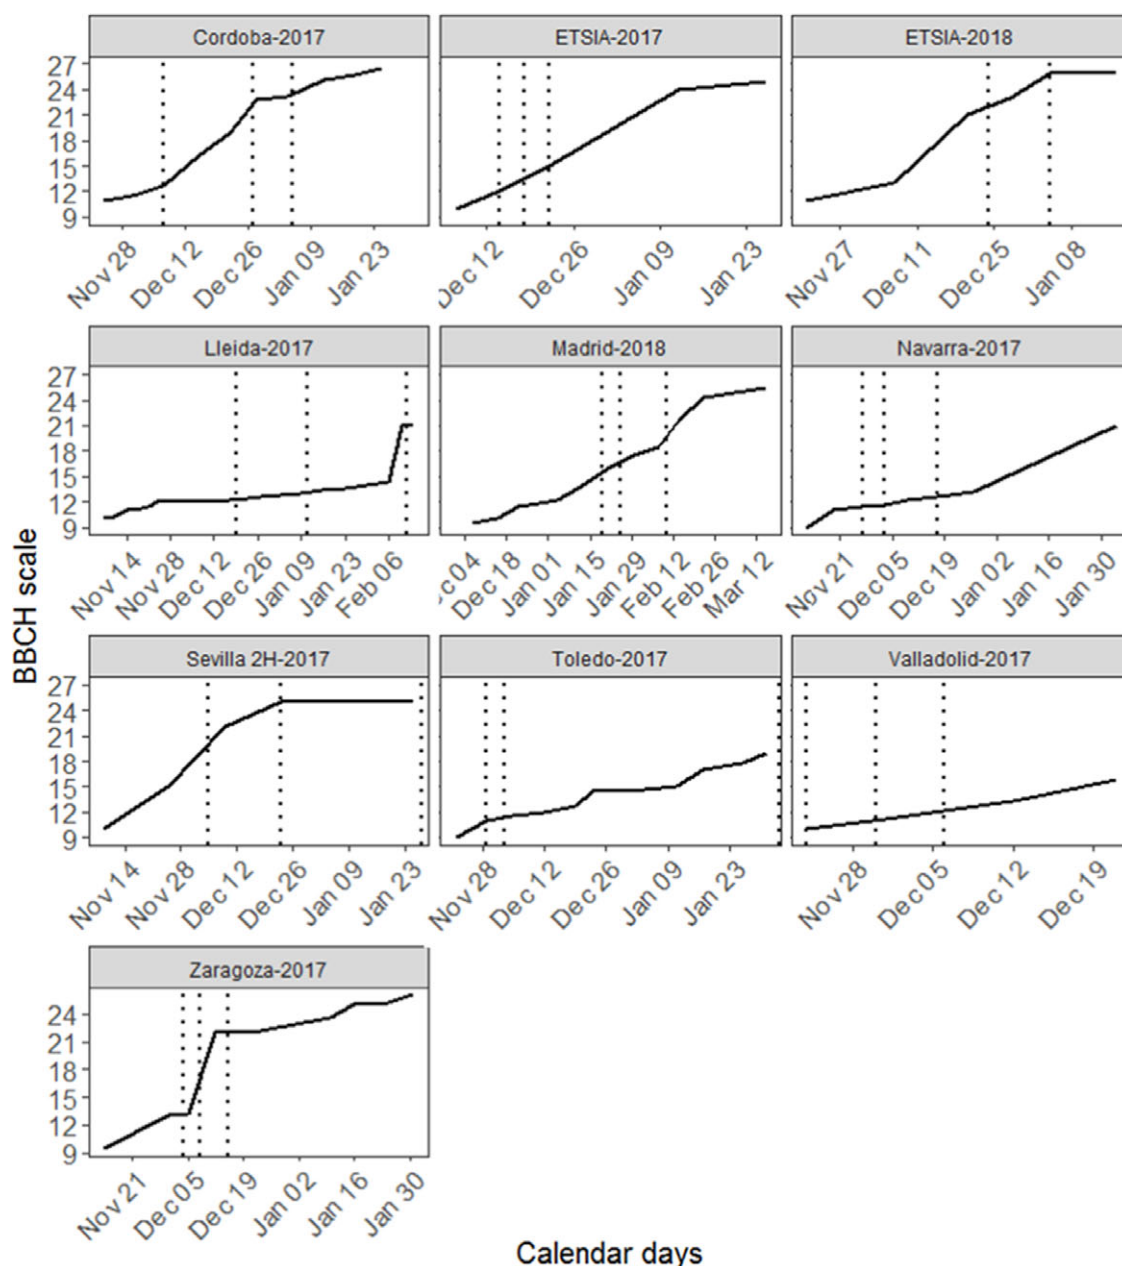 Cordoba-2017 ETSIA-2017 ETSIA-2018
27
24
21
18
15
12
9
Nov 28 Dec 12 Dec 26 Jan 09 Jan 23 Dec 12 Dec 26 Jan 09 Jan 23 Nov 27 Dec 11 Dec 25 Jan 08
Lleida-2017 Madrid-2018 Navarra-2017
27
24
21
18
15
12
9
Nov 14 Nov 28 Dec 12 Dec 26 Jan 09 Jan 23 Feb 06 ec 04 Dec 18 Jan 01 Jan 15 Jan 29 Feb 12 Feb 26 Mar 12 Nov 21 Dec 05 Dec 19 Jan 02 Jan 16 Jan 30
BBCH scale
Sevilla 2H-2017 Toledo-2017 Valladolid-2017
27
24
21
18
15
12
9
Nov 14 Nov 28 Dec 12 Dec 26 Jan 09 Jan 23 Nov 28 Dec 12 Dec 26 Jan 09 Jan 23 Nov 28 Dec 05 Dec 12 Dec 19
Zaragoza-2017
24
21
18
15
12
9
Nov 21 Dec 05 Dec 19 Jan 02 Jan 16 Jan 30
Calendar days